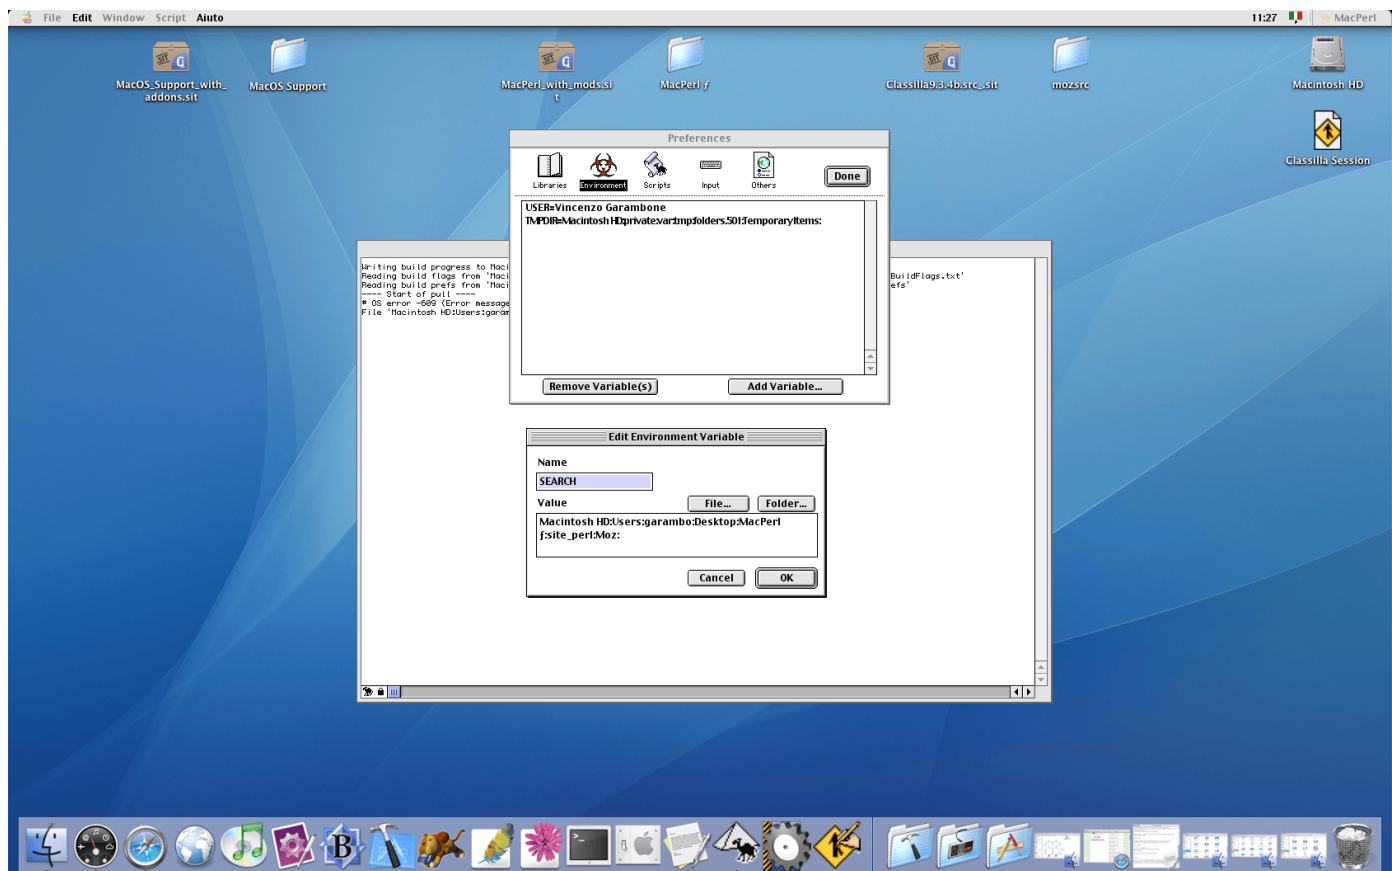 File Edit Window Script Aiuto
11:27 MacPerl
MacOS_Support_with_
addons.sit
MacOS Support
MacPerl_with_mods.si
t
MacPerl ƒ
Classilla9.3.4b.src_.sit
mozsrc
Macintosh HD
Classilla Session
Preferences
Libraries Environment Scripts Input Others
Done
USER=Vincenzo Garambone
TMPDIR=Macintosh HD:private:var:tmp:folders.501:TemporaryItems:
Remove Variable(s) Add Variable...
Writing build progress to Maci
Reading build flags from 'Maci
BuildFlags.txt'
Reading build prefs from 'Maci
efs'
---- Start of pull ----
# OS error -609 (Error message
File 'Macintosh HD:Users:garam
Edit Environment Variable
Name
SEARCH
Value
File... Folder...
Macintosh HD:Users:garambo:Desktop:MacPerl
ƒ:site_perl:Moz:
Cancel OK